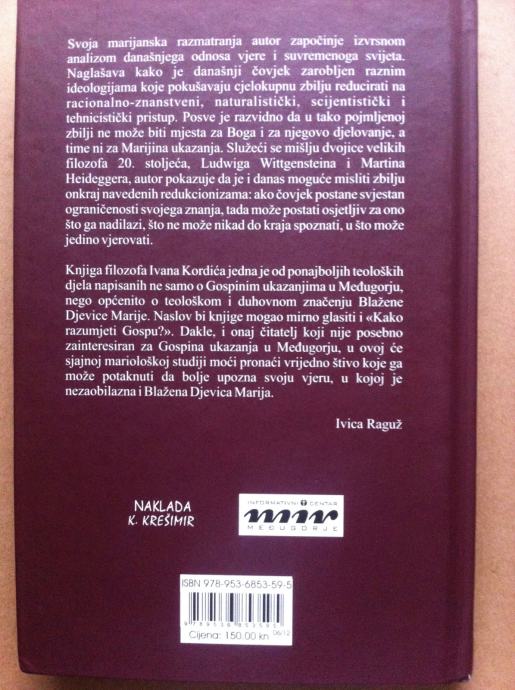 Svoja marijanska razmatranja autor započinje izvrsnom
analizom današnjega odnosa vjere i suvremenoga svijeta.
Naglašava kako je današnji čovjek zarobljen raznim
ideologijama koje pokušavaju cjelokupnu zbilju reducirati na
racionalno-znanstveni, naturalistički, scijentistički i
tehnicistički pristup. Posve je razvidno da u tako pojmljenoj
zbilji ne može biti mjesta za Boga i za njegovo djelovanje, a
time ni za Marijina ukazanja. Služeći se mišlju dvojice velikih
filozofa 20. stoljeća, Ludwiga Wittgensteina i Martina
Heideggera, autor pokazuje da je i danas moguće misliti zbilju
onkraj navedenih redukcionizama: ako čovjek postane svjestan
ograničenosti svojega znanja, tada može postati osjetljiv za ono
što ga nadilazi, što ne može nikad do kraja spoznati, u što može
jedino vjerovati.
Knjiga filozofa Ivana Kordića jedna je od ponajboljih teoloških
djela napisanih ne samo o Gospinim ukazanjima u Međugorju,
nego općenito o teološkom i duhovnom značenju Blažene
Djevice Marije. Naslov bi knjige mogao mirno glasiti i «Kako
razumjeti Gospu?». Dakle, i onaj čitatelj koji nije posebno
zainteresiran za Gospina ukazanja u Međugorju, u ovoj će
sjajnoj mariološkoj studiji moći pronaći vrijedno štivo koje ga
može potaknuti da bolje upozna svoju vjeru, u kojoj je
nezaobilazna i Blažena Djevica Marija.
Ivica Raguž
NAKLADA
K. KREŠIMIR
INFORMATIVNI CENTAR
mir
MEĐUGORJE
ISBN 978-953-6853-59-5
9 789536 853595
Cijena: 150.00 kn 06/12